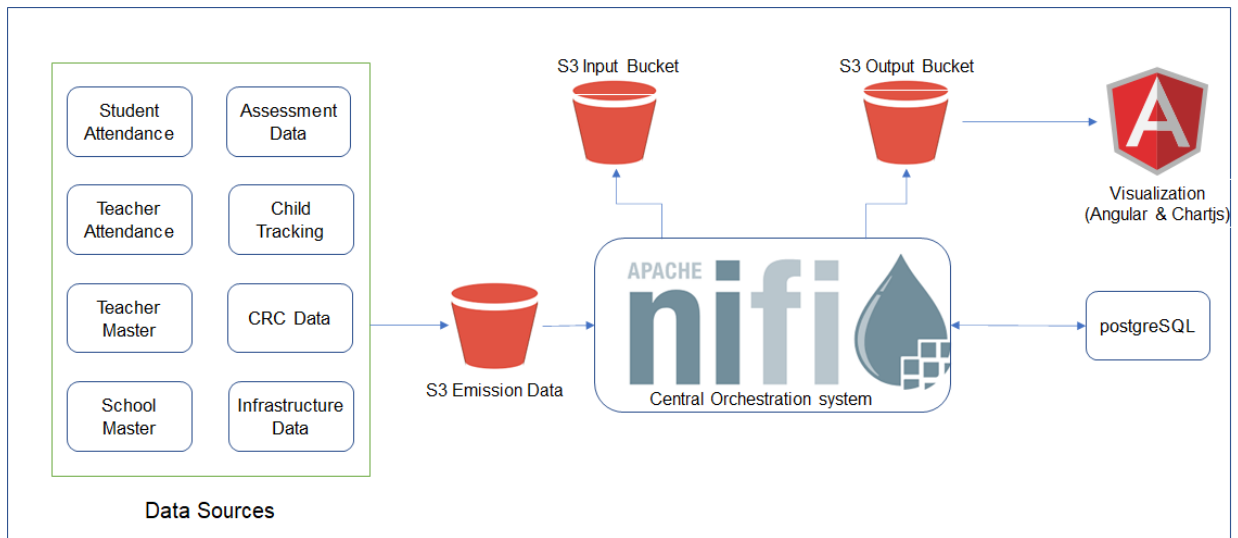 Student
Attendance
Assessment
Data
Teacher
Attendance
Child
Tracking
Teacher
Master
CRC Data
School
Master
Infrastructure
Data
Data Sources
S3 Emission Data
S3 Input Bucket
S3 Output Bucket
APACHE
nifi
Central Orchestration system
A
Visualization
(Angular & Chartjs)
postgreSQL